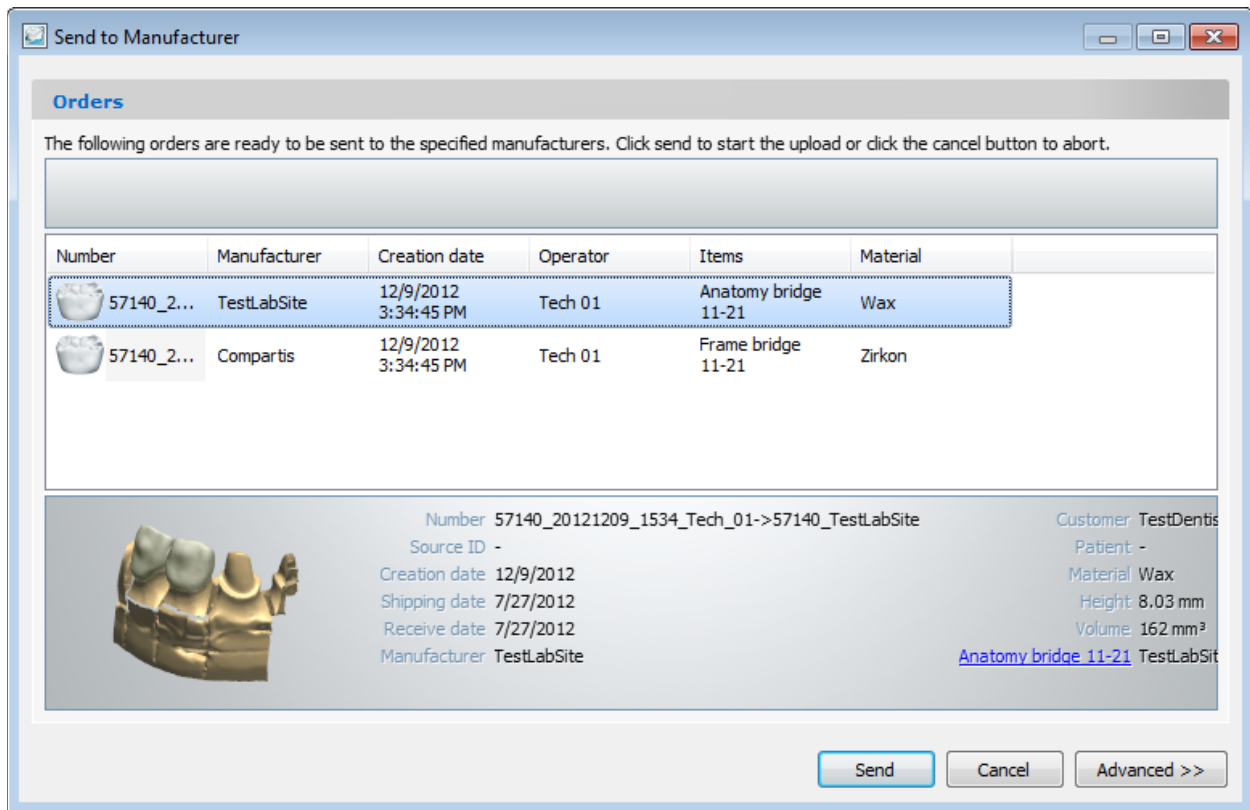 Send to Manufacturer
Orders
The following orders are ready to be sent to the specified manufacturers. Click send to start the upload or click the cancel button to abort.
Number Manufacturer Creation date Operator Items Material
57140_2... TestLabSite 12/9/2012 3:34:45 PM Tech 01 Anatomy bridge 11-21 Wax
57140_2... Compartis 12/9/2012 3:34:45 PM Tech 01 Frame bridge 11-21 Zirkon
Number 57140_20121209_1534_Tech_01->57140_TestLabSite Customer TestDentis
Source ID - Patient -
Creation date 12/9/2012 Material Wax
Shipping date 7/27/2012 Height 8.03 mm
Receive date 7/27/2012 Volume 162 mm³
Manufacturer TestLabSite Anatomy bridge 11-21 TestLabSit
Send Cancel Advanced >>